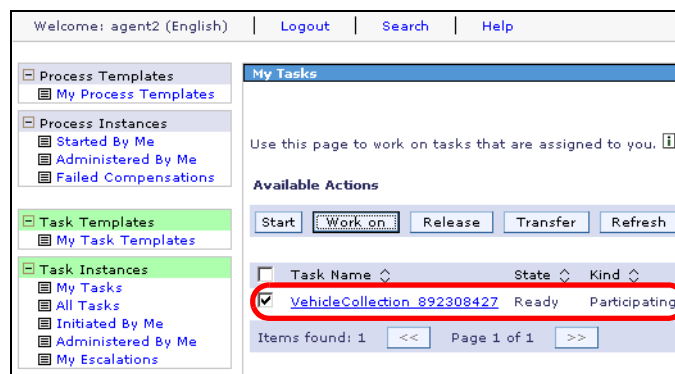 Welcome: agent2 (English) Logout Search Help
Process Templates
My Process Templates
Process Instances
Started By Me
Administered By Me
Failed Compensations
Task Templates
My Task Templates
Task Instances
My Tasks
All Tasks
Initiated By Me
Administered By Me
My Escalations
My Tasks
Use this page to work on tasks that are assigned to you. i
Available Actions
Start Work on Release Transfer Refresh
Task Name State Kind
VehicleCollection_892308427 Ready Participating
Items found: 1 << Page 1 of 1 >>